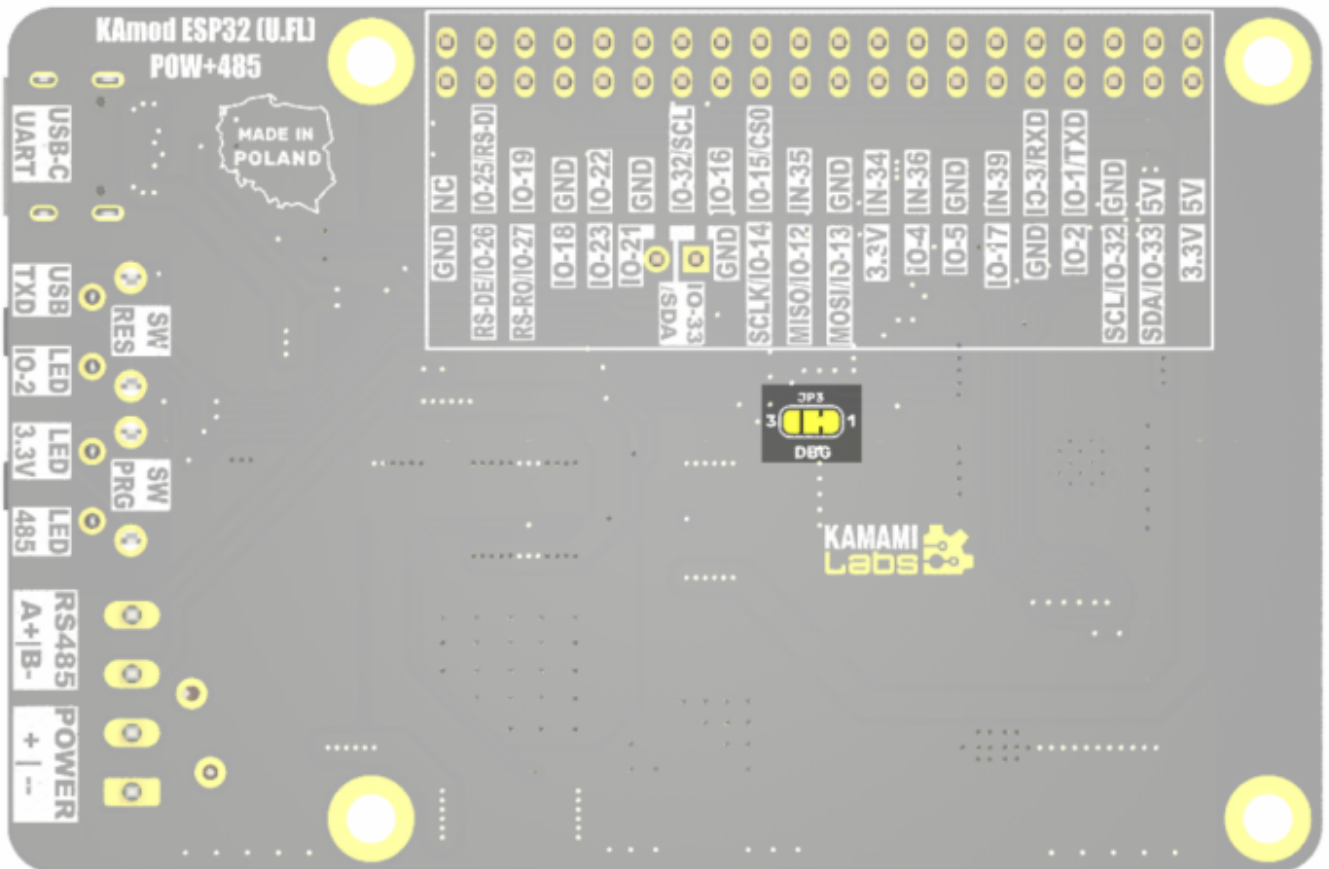 KAmod ESP32 (U.FL)
POW+485
MADE IN
POLAND
USB-C
UART
NC
IO-25/RS-DI
IO-19
GND
IO-22
GND
IO-32/SCL
IO-16
IO-15/CS0
IN-35
GND
IN-34
IN-36
GND
IN-39
IO-3/RXD
IO-1/TXD
GND
5V
5V
GND
RS-DE/IO-26
RS-RO/IO-27
IO-18
IO-23
IO-21
/SDA
IO-33
GND
SCLK/IO-14
MISO/IO-12
MOSI/IO-13
3.3V
IO-4
IO-5
IO-17
GND
IO-2
SCL/IO-32
SDA/IO-33
3.3V
USB
TXD
SW
RES
LED
IO-2
LED
3.3V
SW
PRG
LED
485
JP3
3 1
DBG
KAMAMI
Labs
RS485
A+|B-
POWER
+ | --